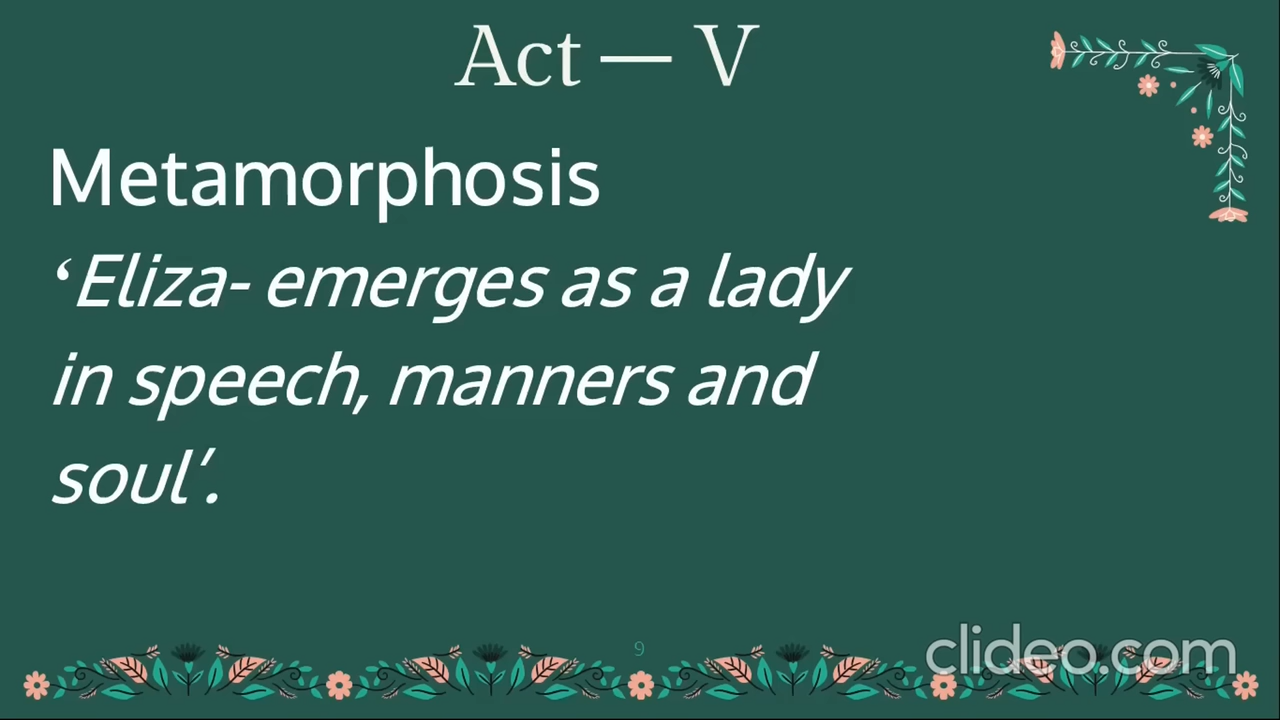 Act — V
Metamorphosis
‘Eliza- emerges as a lady
in speech, manners and
soul’.
9
clideo.com